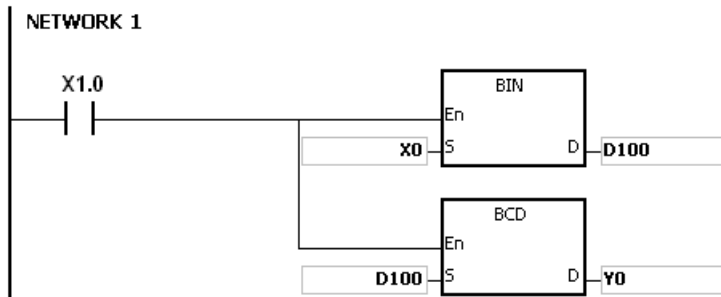 NETWORK 1
X1.0
BIN
En
X0 S D D100
BCD
En
D100 S D Y0